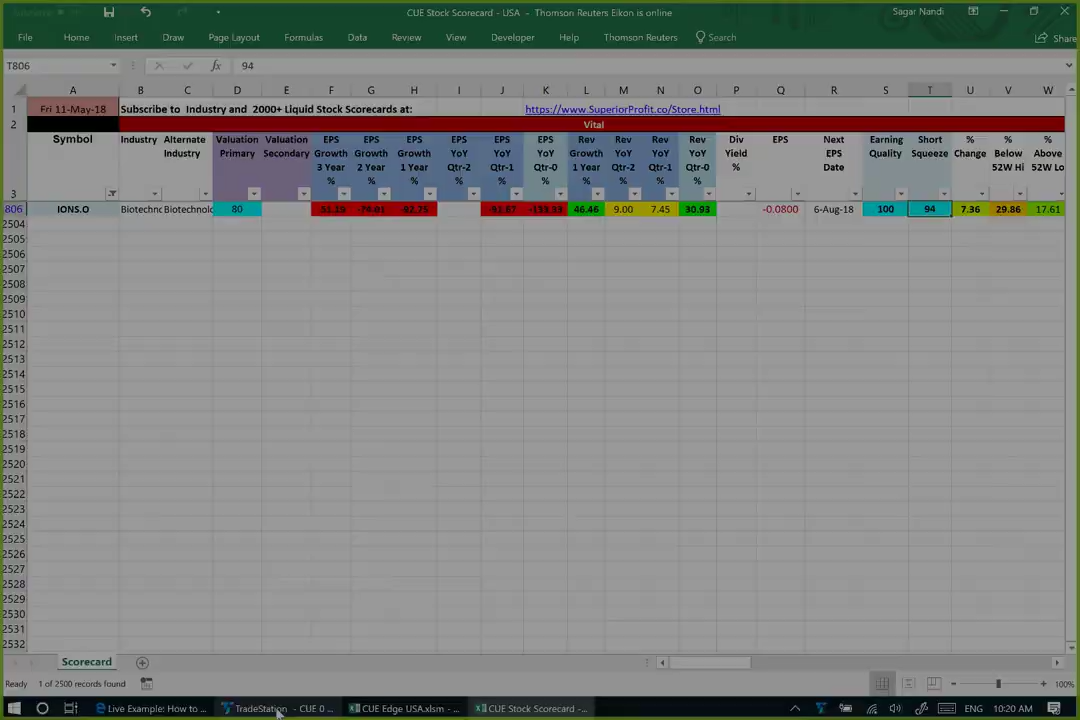 CUE Stock Scorecard - USA - Thomson Reuters Eikon is online
Sagar Nandi
File Home Insert Draw Page Layout Formulas Data Review View Developer Help Thomson Reuters Search Share
T806 fx 94
A B C D E F G H I J K L M N O P Q R S T U V W
1 Fri 11-May-18 Subscribe to Industry and 2000+ Liquid Stock Scorecards at: https://www.SuperiorProfit.co/Store.html
2 Vital
Symbol Industry Alternate Industry Valuation Primary Valuation Secondary EPS Growth 3 Year % EPS Growth 2 Year % EPS Growth 1 Year % EPS YoY Qtr-2 EPS YoY Qtr-1 % EPS YoY Qtr-0 % Rev Growth 1 Year % Rev YoY Qtr-2 % Rev YoY Qtr-1 % Rev YoY Qtr-0 % Div Yield % EPS Next EPS Date Earning Quality Short Squeeze % Change % Below 52W Hi % Above 52W Lo
3
806 IONS.O Biotechno Biotechnolo 80 -92.75 46.46 9.00 7.45 30.93 -0.0800 6-Aug-18 100 94 7.36 29.86 17.61
2504
2505
2506
2507
2508
2509
2510
2511
2512
2513
2514
2515
2516
2517
2518
2519
2520
2521
2522
2523
2524
2525
2526
2527
2528
2529
2530
2531
2532
Scorecard
Ready 1 of 2500 records found 100%
Live Example: How to ... TradeStation - CUE 0 ... CUE Edge USA.xlsm - ... CUE Stock Scorecard -... ENG 10:20 AM